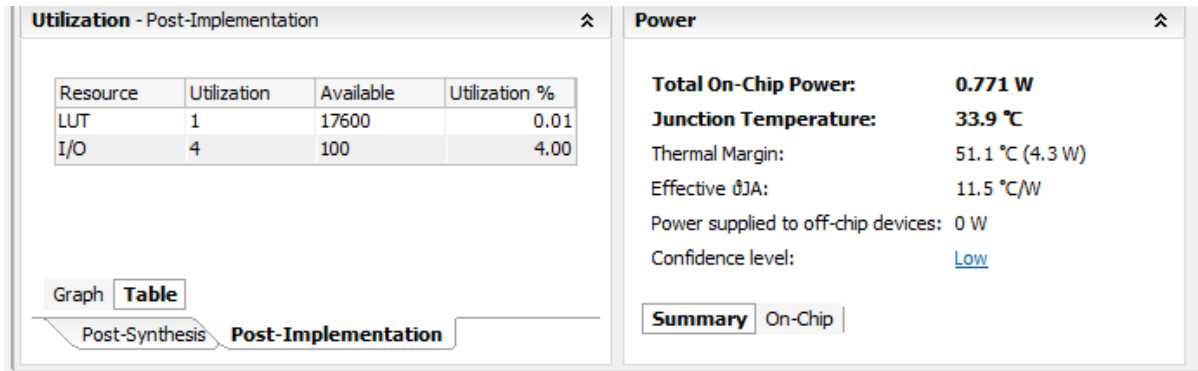 Utilization - Post-Implementation
Resource Utilization Available Utilization %
LUT 1 17600 0.01
I/O 4 100 4.00
Graph Table
Post-Synthesis Post-Implementation
Power
Total On-Chip Power: 0.771 W
Junction Temperature: 33.9 °C
Thermal Margin: 51.1 °C (4.3 W)
Effective ϑJA: 11.5 °C/W
Power supplied to off-chip devices: 0 W
Confidence level: Low
Summary On-Chip